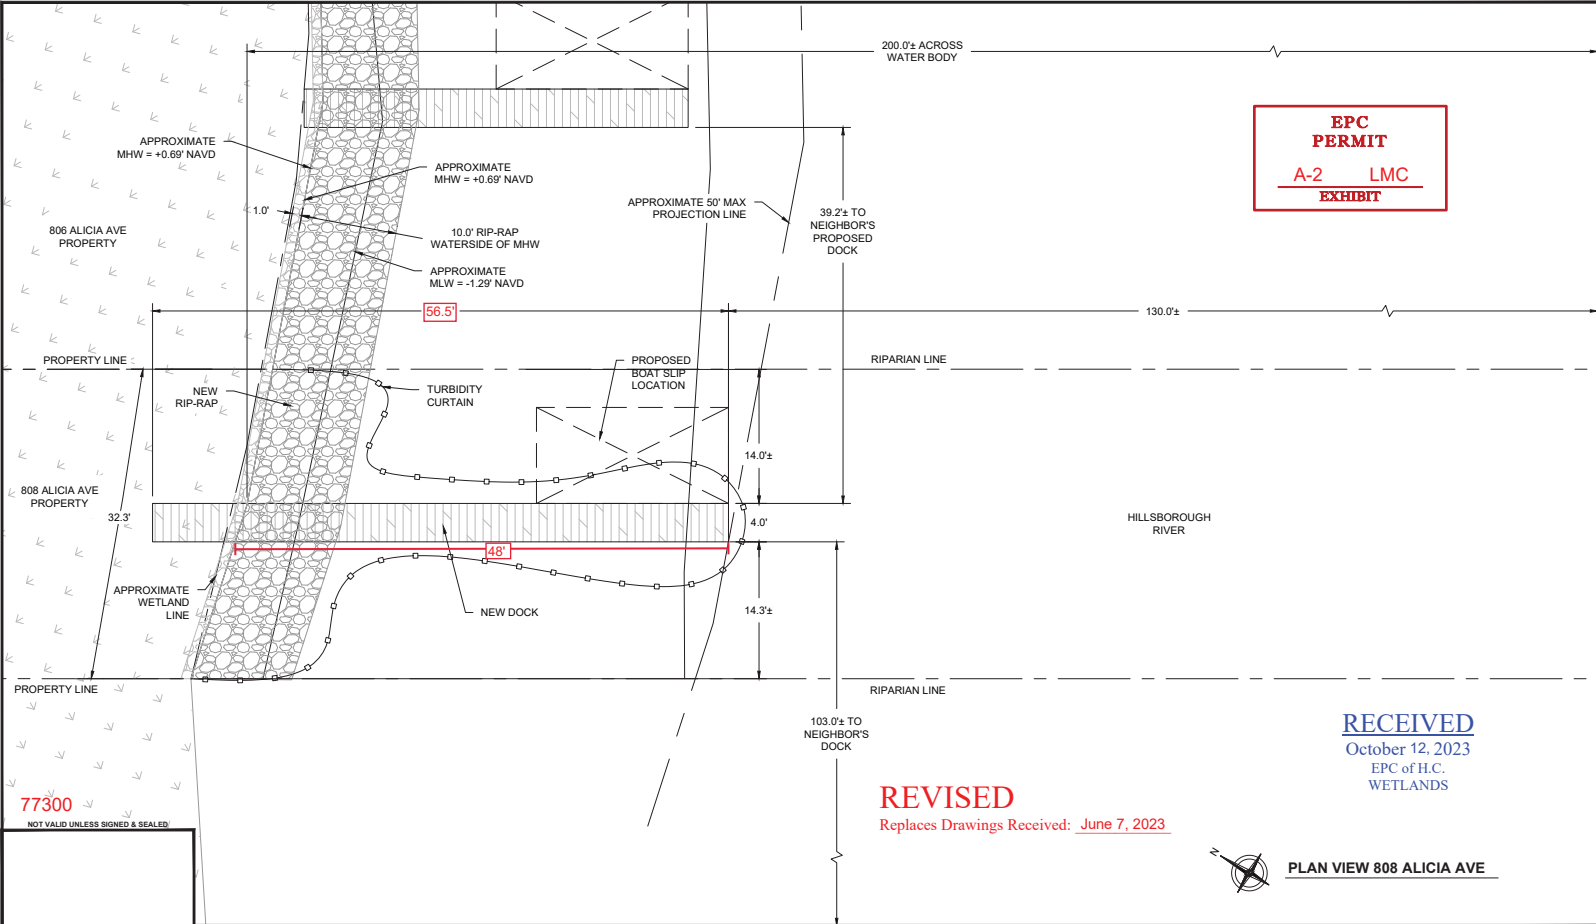 200.0'± ACROSS
WATER BODY
EPC
PERMIT
A-2 LMC
EXHIBIT
APPROXIMATE
MHW = +0.69' NAVD
APPROXIMATE
MHW = +0.69' NAVD
1.0'
APPROXIMATE 50' MAX
PROJECTION LINE
39.2'± TO
NEIGHBOR'S
PROPOSED
DOCK
806 ALICIA AVE
PROPERTY
10.0' RIP-RAP
WATERSIDE OF MHW
APPROXIMATE
MLW = -1.29' NAVD
56.5'
130.0'±
PROPERTY LINE
RIPARIAN LINE
NEW
RIP-RAP
TURBIDITY
CURTAIN
PROPOSED
BOAT SLIP
LOCATION
14.0'±
808 ALICIA AVE
PROPERTY
32.3'
4.0'
HILLSBOROUGH
RIVER
48'
APPROXIMATE
WETLAND
LINE
NEW DOCK
14.3'±
PROPERTY LINE
RIPARIAN LINE
103.0'± TO
NEIGHBOR'S
DOCK
RECEIVED
October 12, 2023
EPC of H.C.
WETLANDS
REVISED
Replaces Drawings Received: June 7, 2023
77300
NOT VALID UNLESS SIGNED & SEALED
N
PLAN VIEW 808 ALICIA AVE